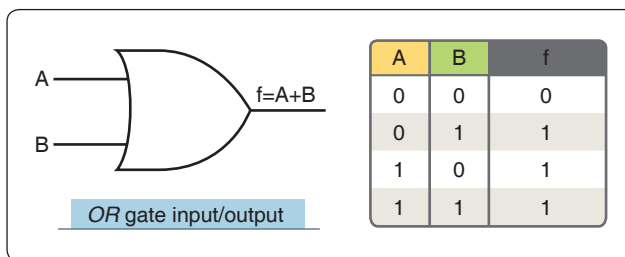 A
B
f=A+B
OR gate input/output
A B f
0 0 0
0 1 1
1 0 1
1 1 1